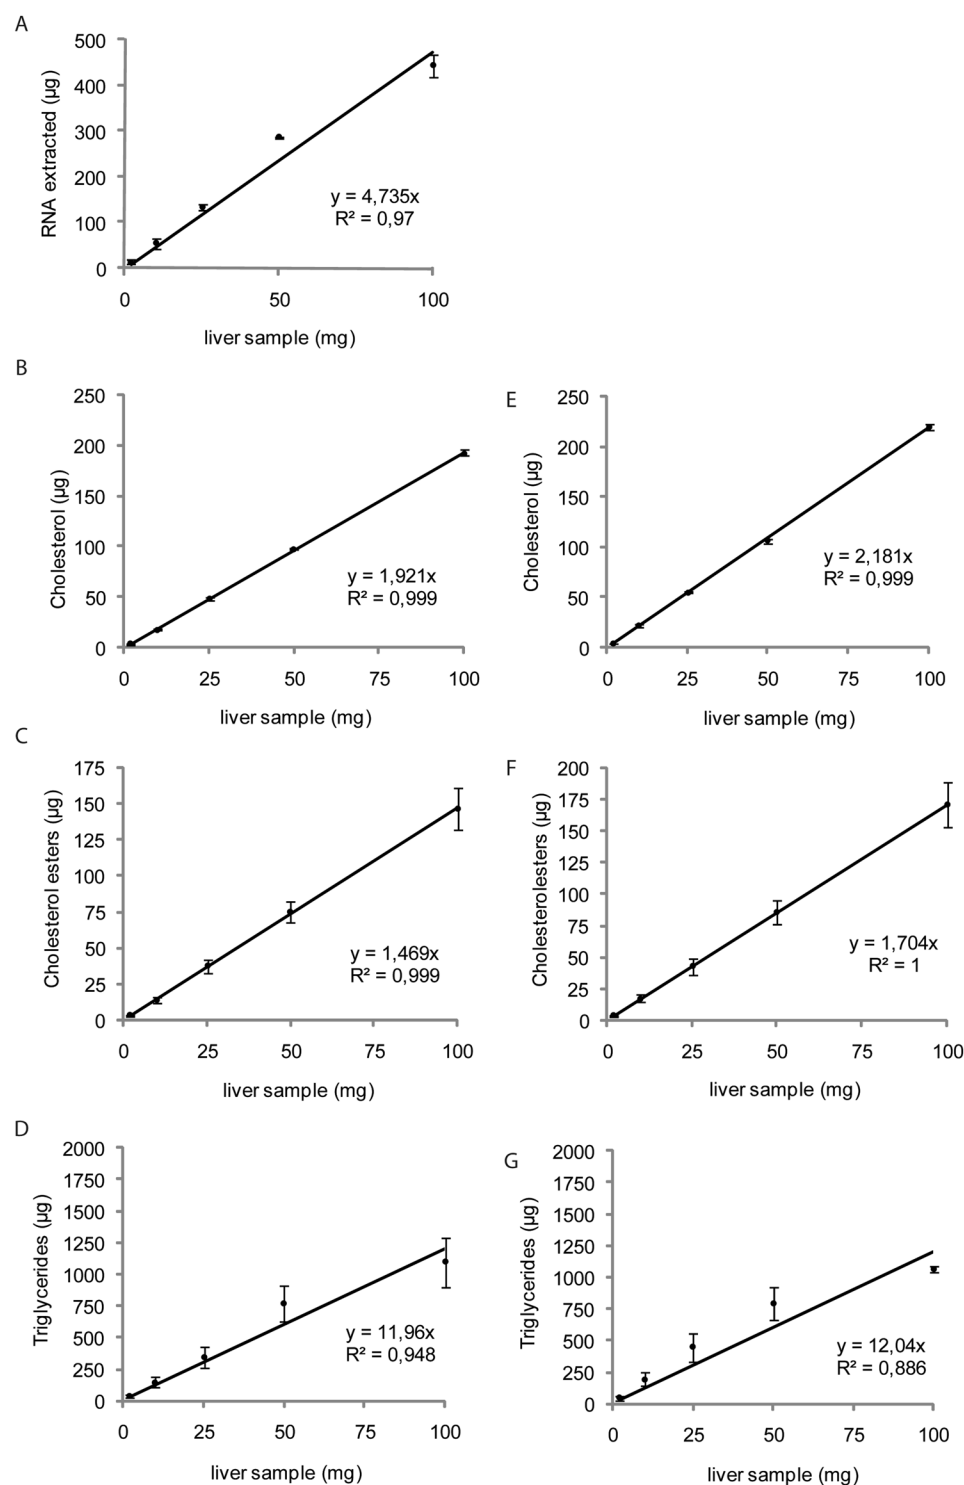 A
500
400
300
200
100
0
RNA extracted (µg)
y = 4,735x
R² = 0,97
0 50 100
liver sample (mg)
B
250
200
150
100
50
0
Cholesterol (µg)
y = 1,921x
R² = 0,999
0 25 50 75 100
liver sample (mg)
E
250
200
150
100
50
0
Cholesterol (µg)
y = 2,181x
R² = 0,999
0 25 50 75 100
liver sample (mg)
C
175
150
125
100
75
50
25
0
Cholesterol esters (µg)
y = 1,469x
R² = 0,999
0 25 50 75 100
liver sample (mg)
F
200
175
150
125
100
75
50
25
0
Cholesterolesters (µg)
y = 1,704x
R² = 1
0 25 50 75 100
liver sample (mg)
D
2000
1750
1500
1250
1000
750
500
250
0
Triglycerides (µg)
y = 11,96x
R² = 0,948
0 25 50 75 100
liver sample (mg)
G
2000
1750
1500
1250
1000
750
500
250
0
Triglycerides (µg)
y = 12,04x
R² = 0,886
0 25 50 75 100
liver sample (mg)